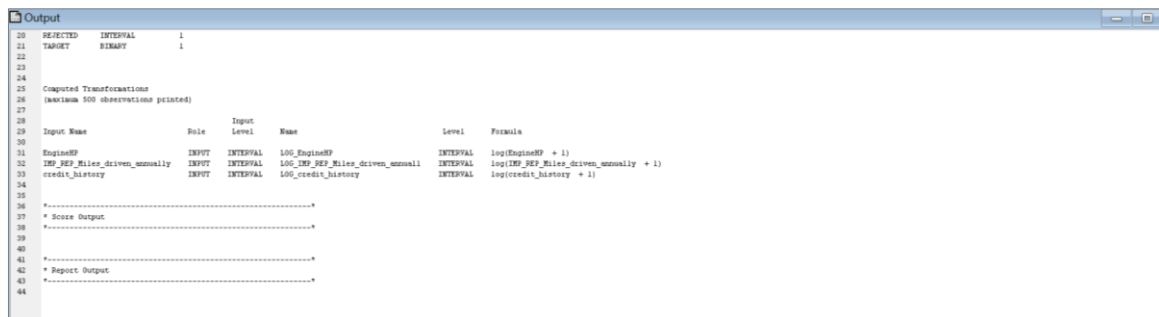 Output
20 REJECTED INTERVAL 1
21 TARGET BINARY 1
22
23
24
25 Computed Transformations
26 (maximum 500 observations printed)
27
28 Input
29 Input Name Role Level Name Level Formula
30
31 EngineHP INPUT INTERVAL LOG_EngineHP INTERVAL log(EngineHP + 1)
32 IMP_REP_Miles_driven_annually INPUT INTERVAL LOG_IMP_REP_Miles_driven_annuall INTERVAL log(IMP_REP_Miles_driven_annually + 1)
33 credit_history INPUT INTERVAL LOG_credit_history INTERVAL log(credit_history + 1)
34
35
36 *------------------------------------------------------------*
37 * Score Output
38 *------------------------------------------------------------*
39
40
41 *------------------------------------------------------------*
42 * Report Output
43 *------------------------------------------------------------*
44